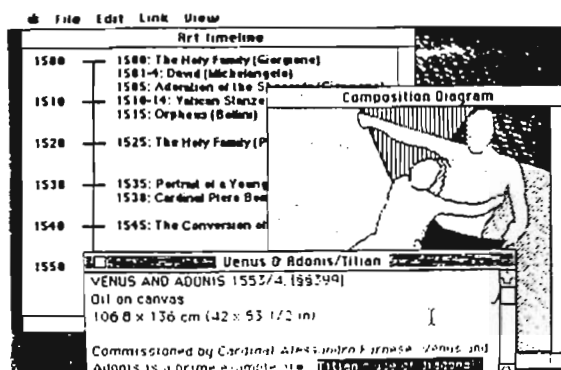 File Edit Link View
Art timeline
1500
1500: The Holy Family (Giorgione)
1501-4: David (Michelangelo)
1505: Adoration of the
1510
1510-14: Vatican Stanze
1515: Orpheus (Bellini)
1520
1525: The Holy Family (P
1530
1535: Portrait of a Young
1538: Cardinal Piero Bem
1540
1545: The Conversion of
1550
Composition Diagram
Venus & Adonis/Titian
VENUS AND ADONIS 1553/4, [§§399]
Oil on canvas
106.8 x 136 cm (42 x 53 1/2 in)
Commissioned by Cardinal Alessandro Farnese, Venus and
Adonis is a prime example